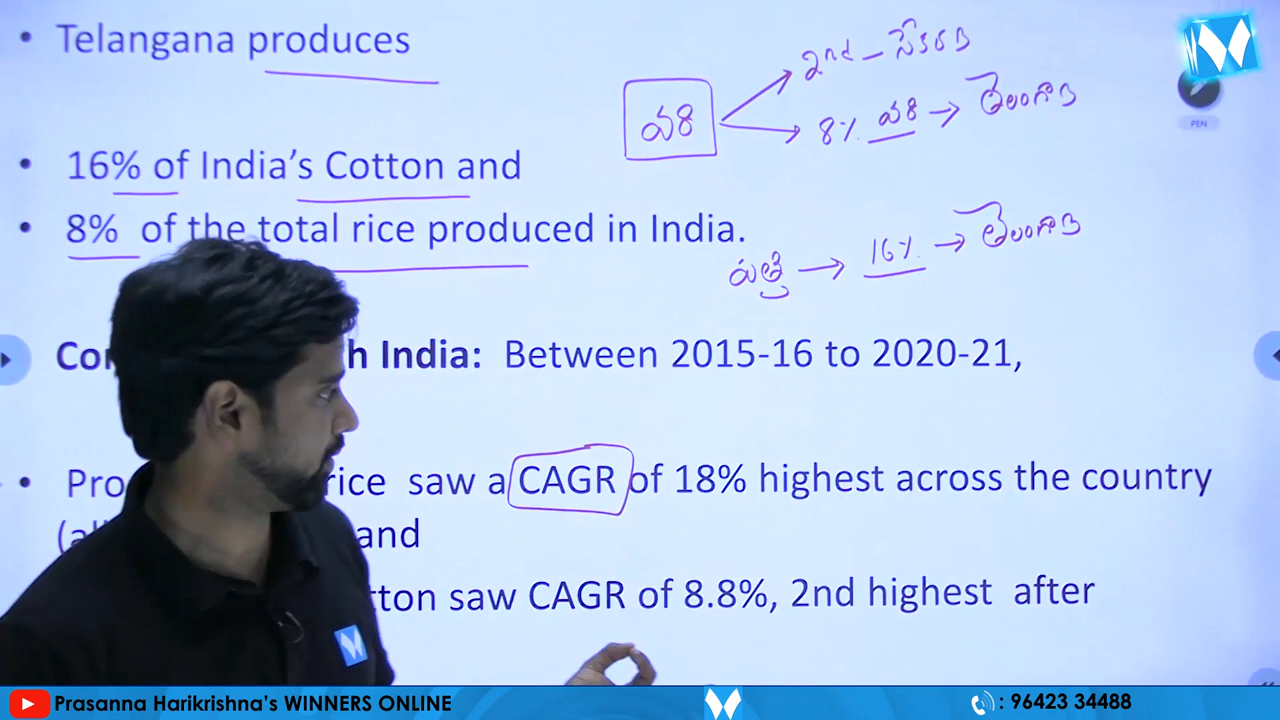 Telangana produces
2nd – సేకరణ
వరి
8% వరి → తెలంగాణ
PEN
16% of India's Cotton and
8% of the total rice produced in India.
పత్తి → 16% → తెలంగాణ
India: Between 2015-16 to 2020-21,
rice saw a CAGR of 18% highest across the country
and
saw CAGR of 8.8%, 2nd highest after
Prasanna Harikrishna's WINNERS ONLINE
: 96423 34488